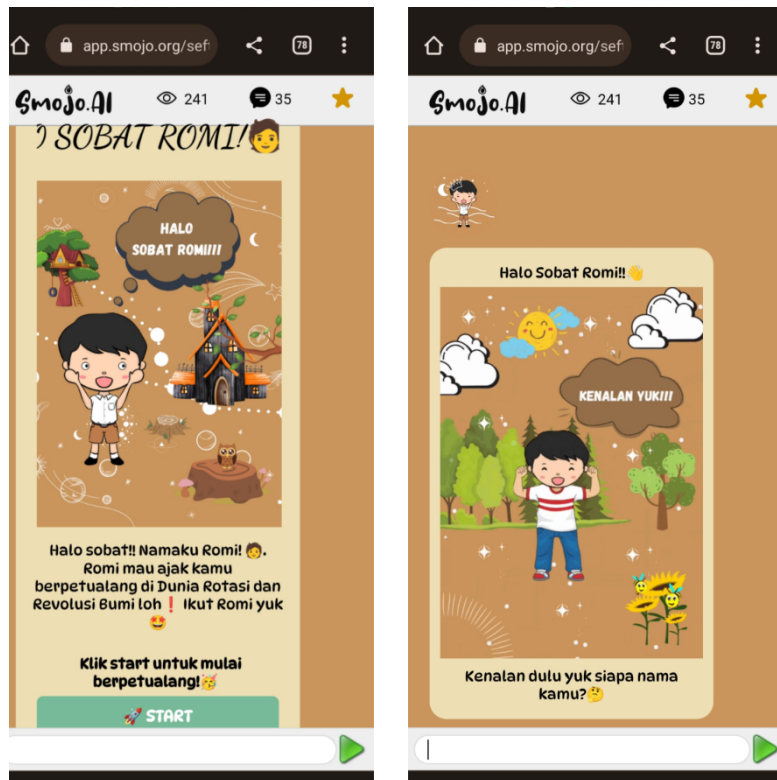 app.smojo.org/sef
78
Smojo.AI
241
35
SOBAT ROMI!
HALO
SOBAT ROMI!!!
Halo sobat!! Namaku Romi! 🧑.
Romi mau ajak kamu
berpetualang di Dunia Rotasi dan
Revolusi Bumi loh❗ Ikut Romi yuk
🤩
Klik start untuk mulai
berpetualang!🥳
🚀 START
app.smojo.org/sef
78
Smojo.AI
241
35
Halo Sobat Romi!!👋
KENALAN YUK!!!
Kenalan dulu yuk siapa nama
kamu?🤔